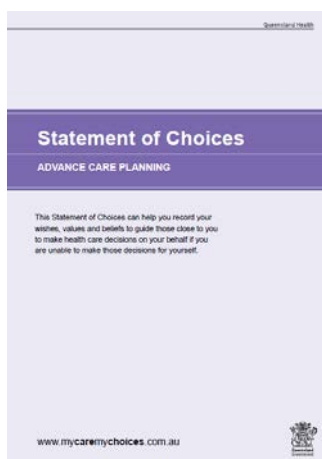 Queensland Health
Statement of Choices
ADVANCE CARE PLANNING
This Statement of Choices can help you record your
wishes, values and beliefs to guide those close to you
to make health care decisions on your behalf if you
are unable to make those decisions for yourself.
www.mycaremychoices.com.au
Queensland
Government